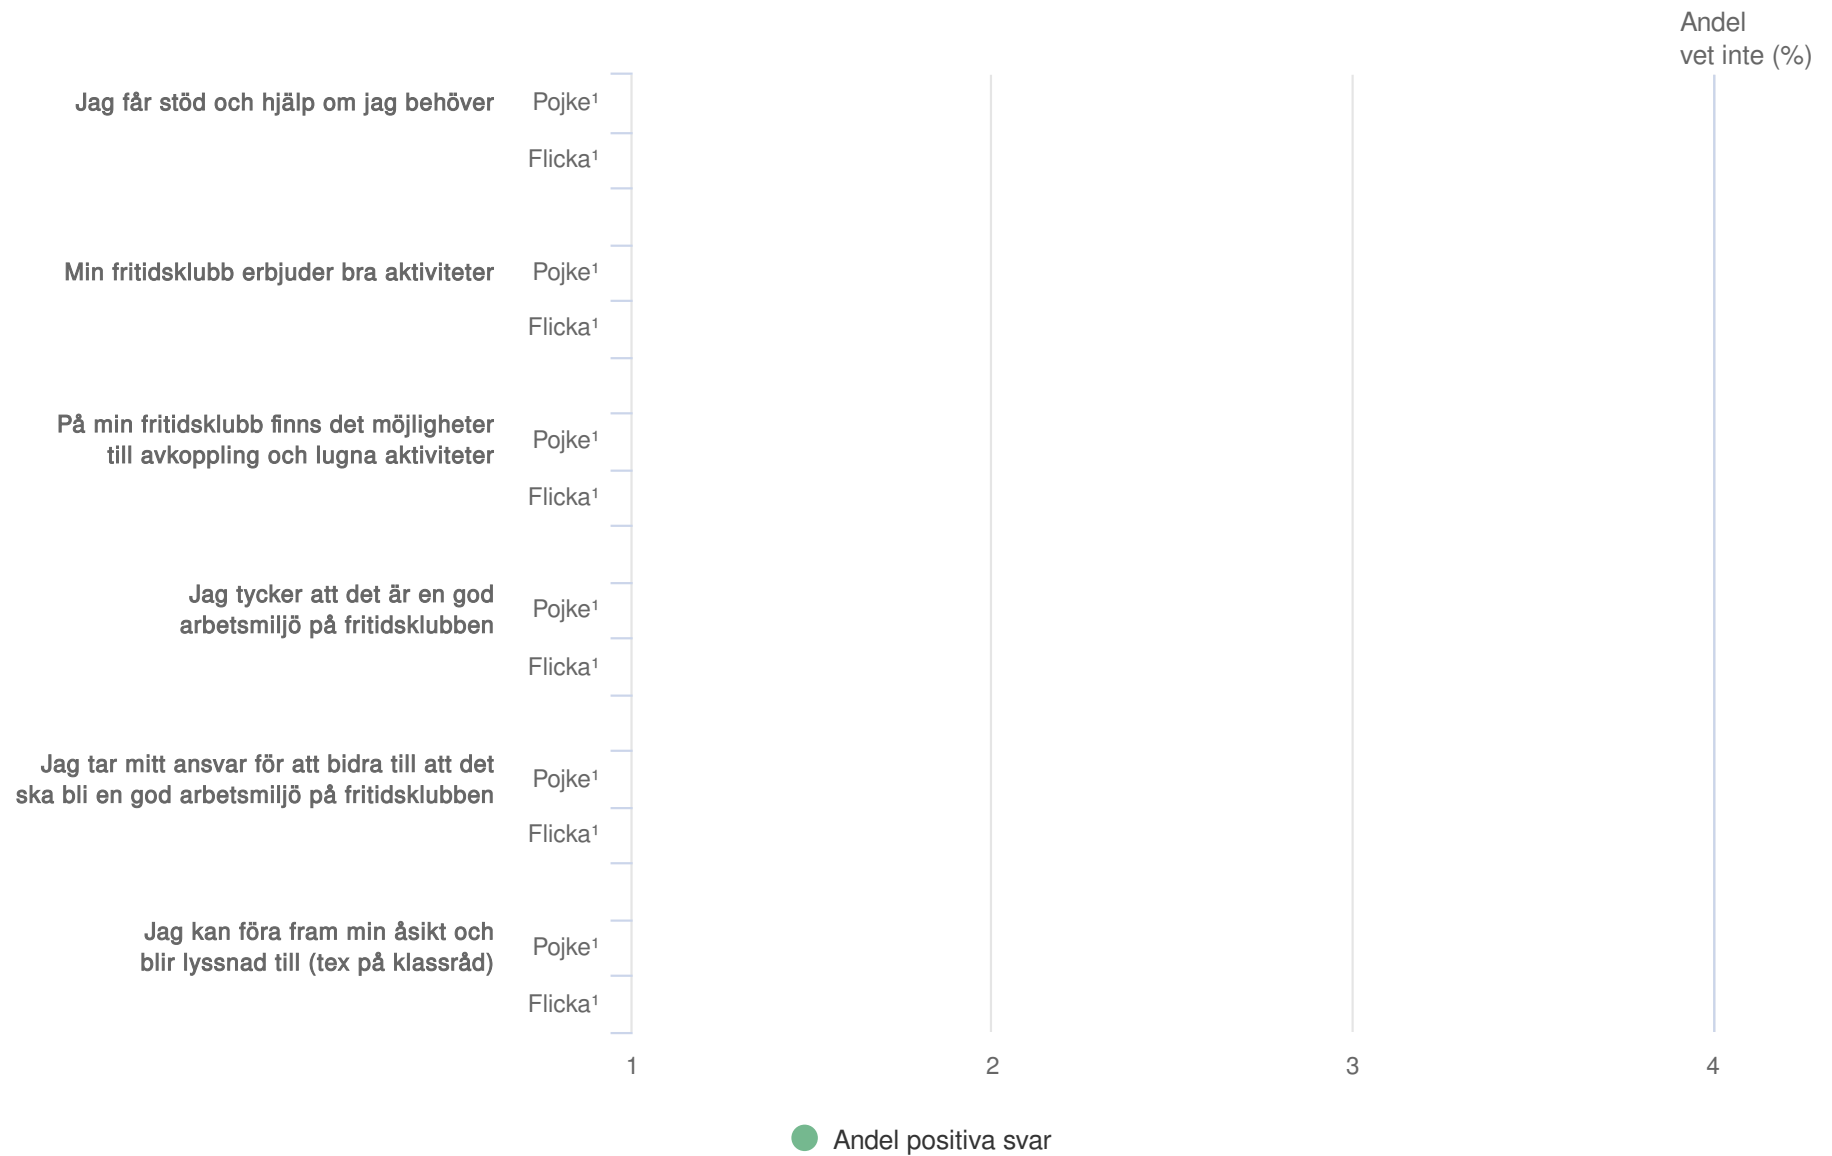 Andel
vet inte (%)
Jag får stöd och hjälp om jag behöver
Pojke¹
Flicka¹
Min fritidsklubb erbjuder bra aktiviteter
Pojke¹
Flicka¹
På min fritidsklubb finns det möjligheter
till avkoppling och lugna aktiviteter
Pojke¹
Flicka¹
Jag tycker att det är en god
arbetsmiljö på fritidsklubben
Pojke¹
Flicka¹
Jag tar mitt ansvar för att bidra till att det
ska bli en god arbetsmiljö på fritidsklubben
Pojke¹
Flicka¹
Jag kan föra fram min åsikt och
blir lyssnad till (tex på klassråd)
Pojke¹
Flicka¹
1 2 3 4
Andel positiva svar